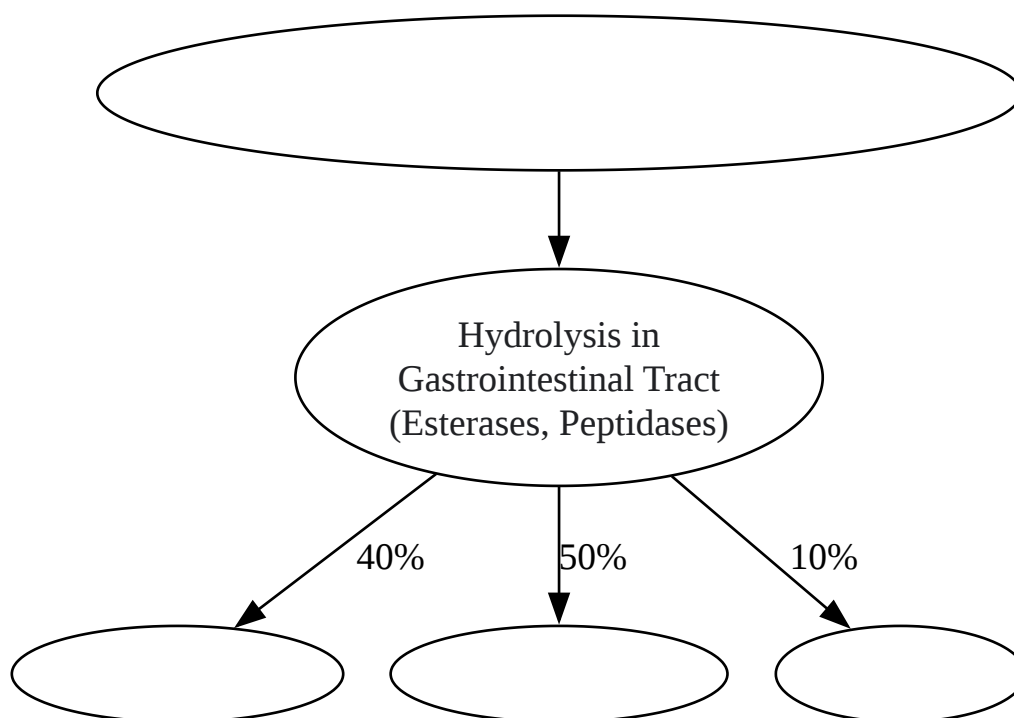 Hydrolysis in
Gastrointestinal Tract
(Esterases, Peptidases)
40%
50%
10%